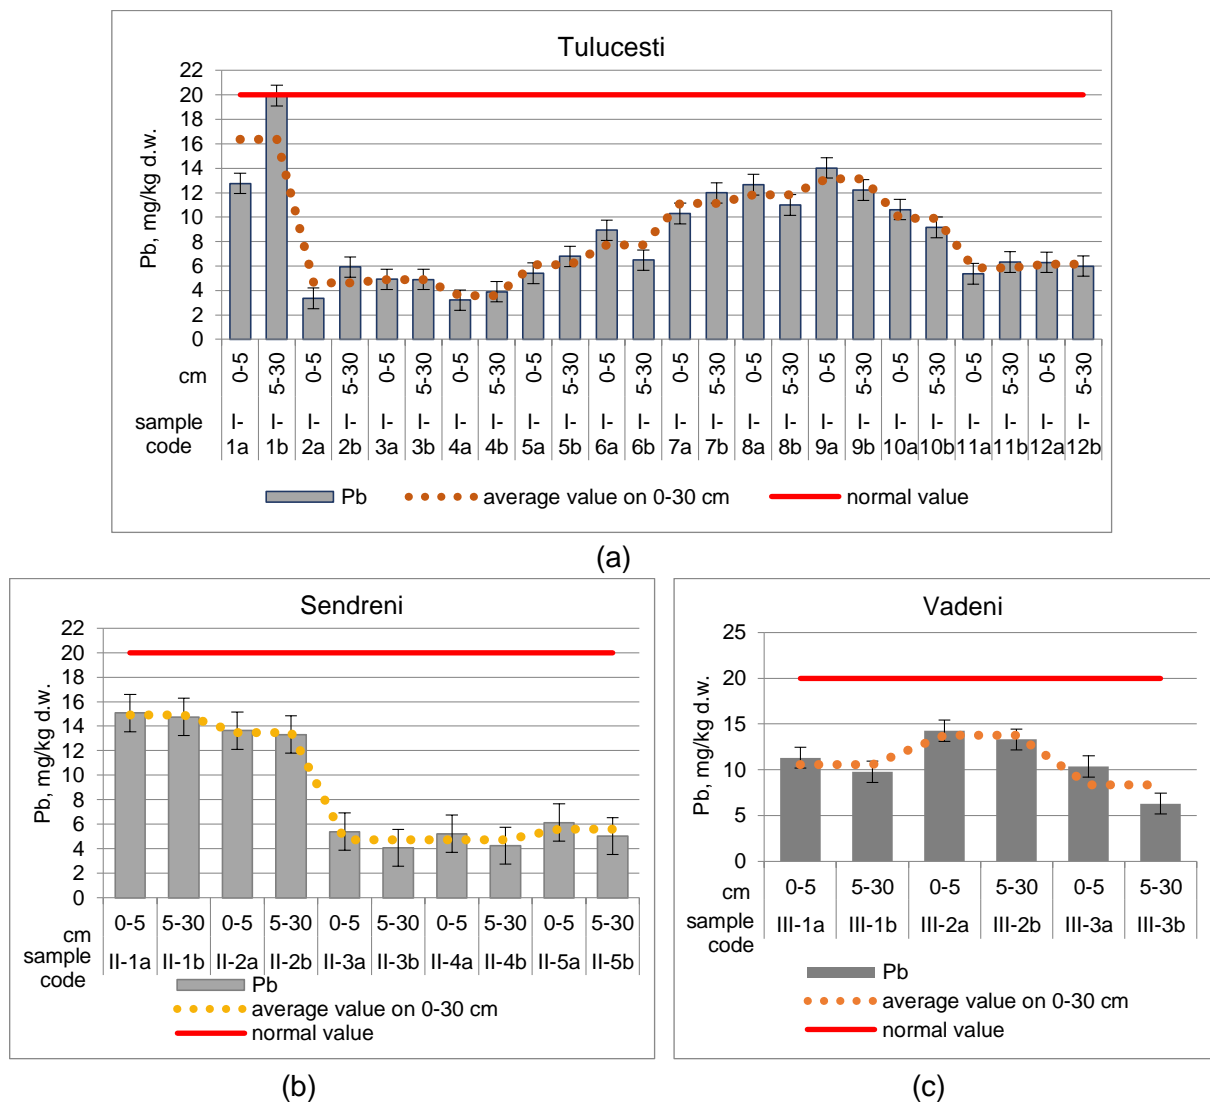 Tulucesti
Pb, mg/kg d.w.
22
20
18
16
14
12
10
8
6
4
2
0
cm
0-5 5-30 0-5 5-30 0-5 5-30 0-5 5-30 0-5 5-30 0-5 5-30 0-5 5-30 0-5 5-30 0-5 5-30 0-5 5-30 0-5 5-30 0-5 5-30
sample code
I-1a I-1b I-2a I-2b I-3a I-3b I-4a I-4b I-5a I-5b I-6a I-6b I-7a I-7b I-8a I-8b I-9a I-9b I-10a I-10b I-11a I-11b I-12a I-12b
Pb average value on 0-30 cm normal value
(a)
Sendreni
Pb, mg/kg d.w.
22
20
18
16
14
12
10
8
6
4
2
0
cm
0-5 5-30 0-5 5-30 0-5 5-30 0-5 5-30 0-5 5-30
sample
code
II-1a II-1b II-2a II-2b II-3a II-3b II-4a II-4b II-5a II-5b
Pb
average value on 0-30 cm
normal value
(b)
Vadeni
Pb, mg/kg d.w.
25
20
15
10
5
0
cm
0-5 5-30 0-5 5-30 0-5 5-30
sample
code
III-1a III-1b III-2a III-2b III-3a III-3b
Pb
average value on 0-30 cm
normal value
(c)